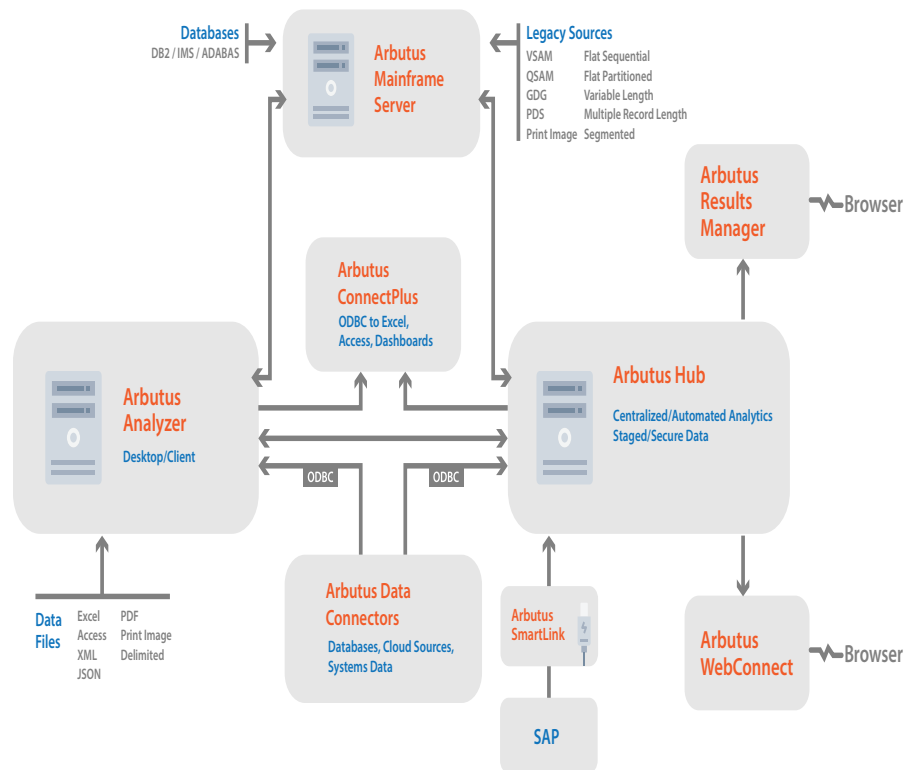 Databases
DB2 / IMS / ADABAS
Arbutus
Mainframe
Server
Legacy Sources
VSAM Flat Sequential
QSAM Flat Partitioned
GDG Variable Length
PDS Multiple Record Length
Print Image Segmented
Arbutus
Results
Manager
Browser
Arbutus
ConnectPlus
ODBC to Excel,
Access, Dashboards
Arbutus
Analyzer
Desktop/Client
Arbutus Hub
Centralized/Automated Analytics
Staged/Secure Data
ODBC
ODBC
Data
Files
Excel PDF
Access Print Image
XML Delimited
JSON
Arbutus Data
Connectors
Databases, Cloud Sources,
Systems Data
Arbutus
SmartLink
SAP
Arbutus
WebConnect
Browser